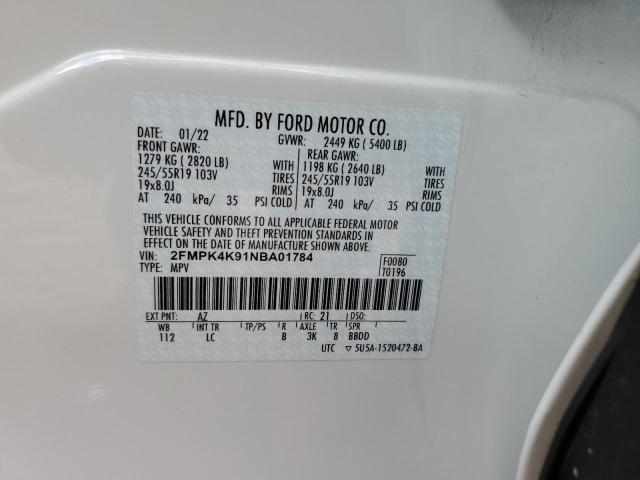 MFD. BY FORD MOTOR CO.
DATE: 01/22 GVWR: 2449 KG ( 5400 LB)
FRONT GAWR: REAR GAWR:
1279 KG ( 2820 LB) WITH 1198 KG ( 2640 LB) WITH
245/55R19 103V TIRES 245/55R19 103V TIRES
19x8.0J RIMS 19x8.0J RIMS
AT 240 kPa/ 35 PSI COLD AT 240 kPa/ 35 PSI COLD
THIS VEHICLE CONFORMS TO ALL APPLICABLE FEDERAL MOTOR
VEHICLE SAFETY AND THEFT PREVENTION STANDARDS IN
EFFECT ON THE DATE OF MANUFACTURE SHOWN ABOVE.
VIN: 2FMPK4K91NBA01784 F0080
TYPE: MPV T0196
EXT PNT: AZ RC: 21 DSO:
WB INT TR TP/PS R AXLE TR SPR
112 LC B 3K 8 BBDD
UTC ▽ 5U5A-1520472-BA